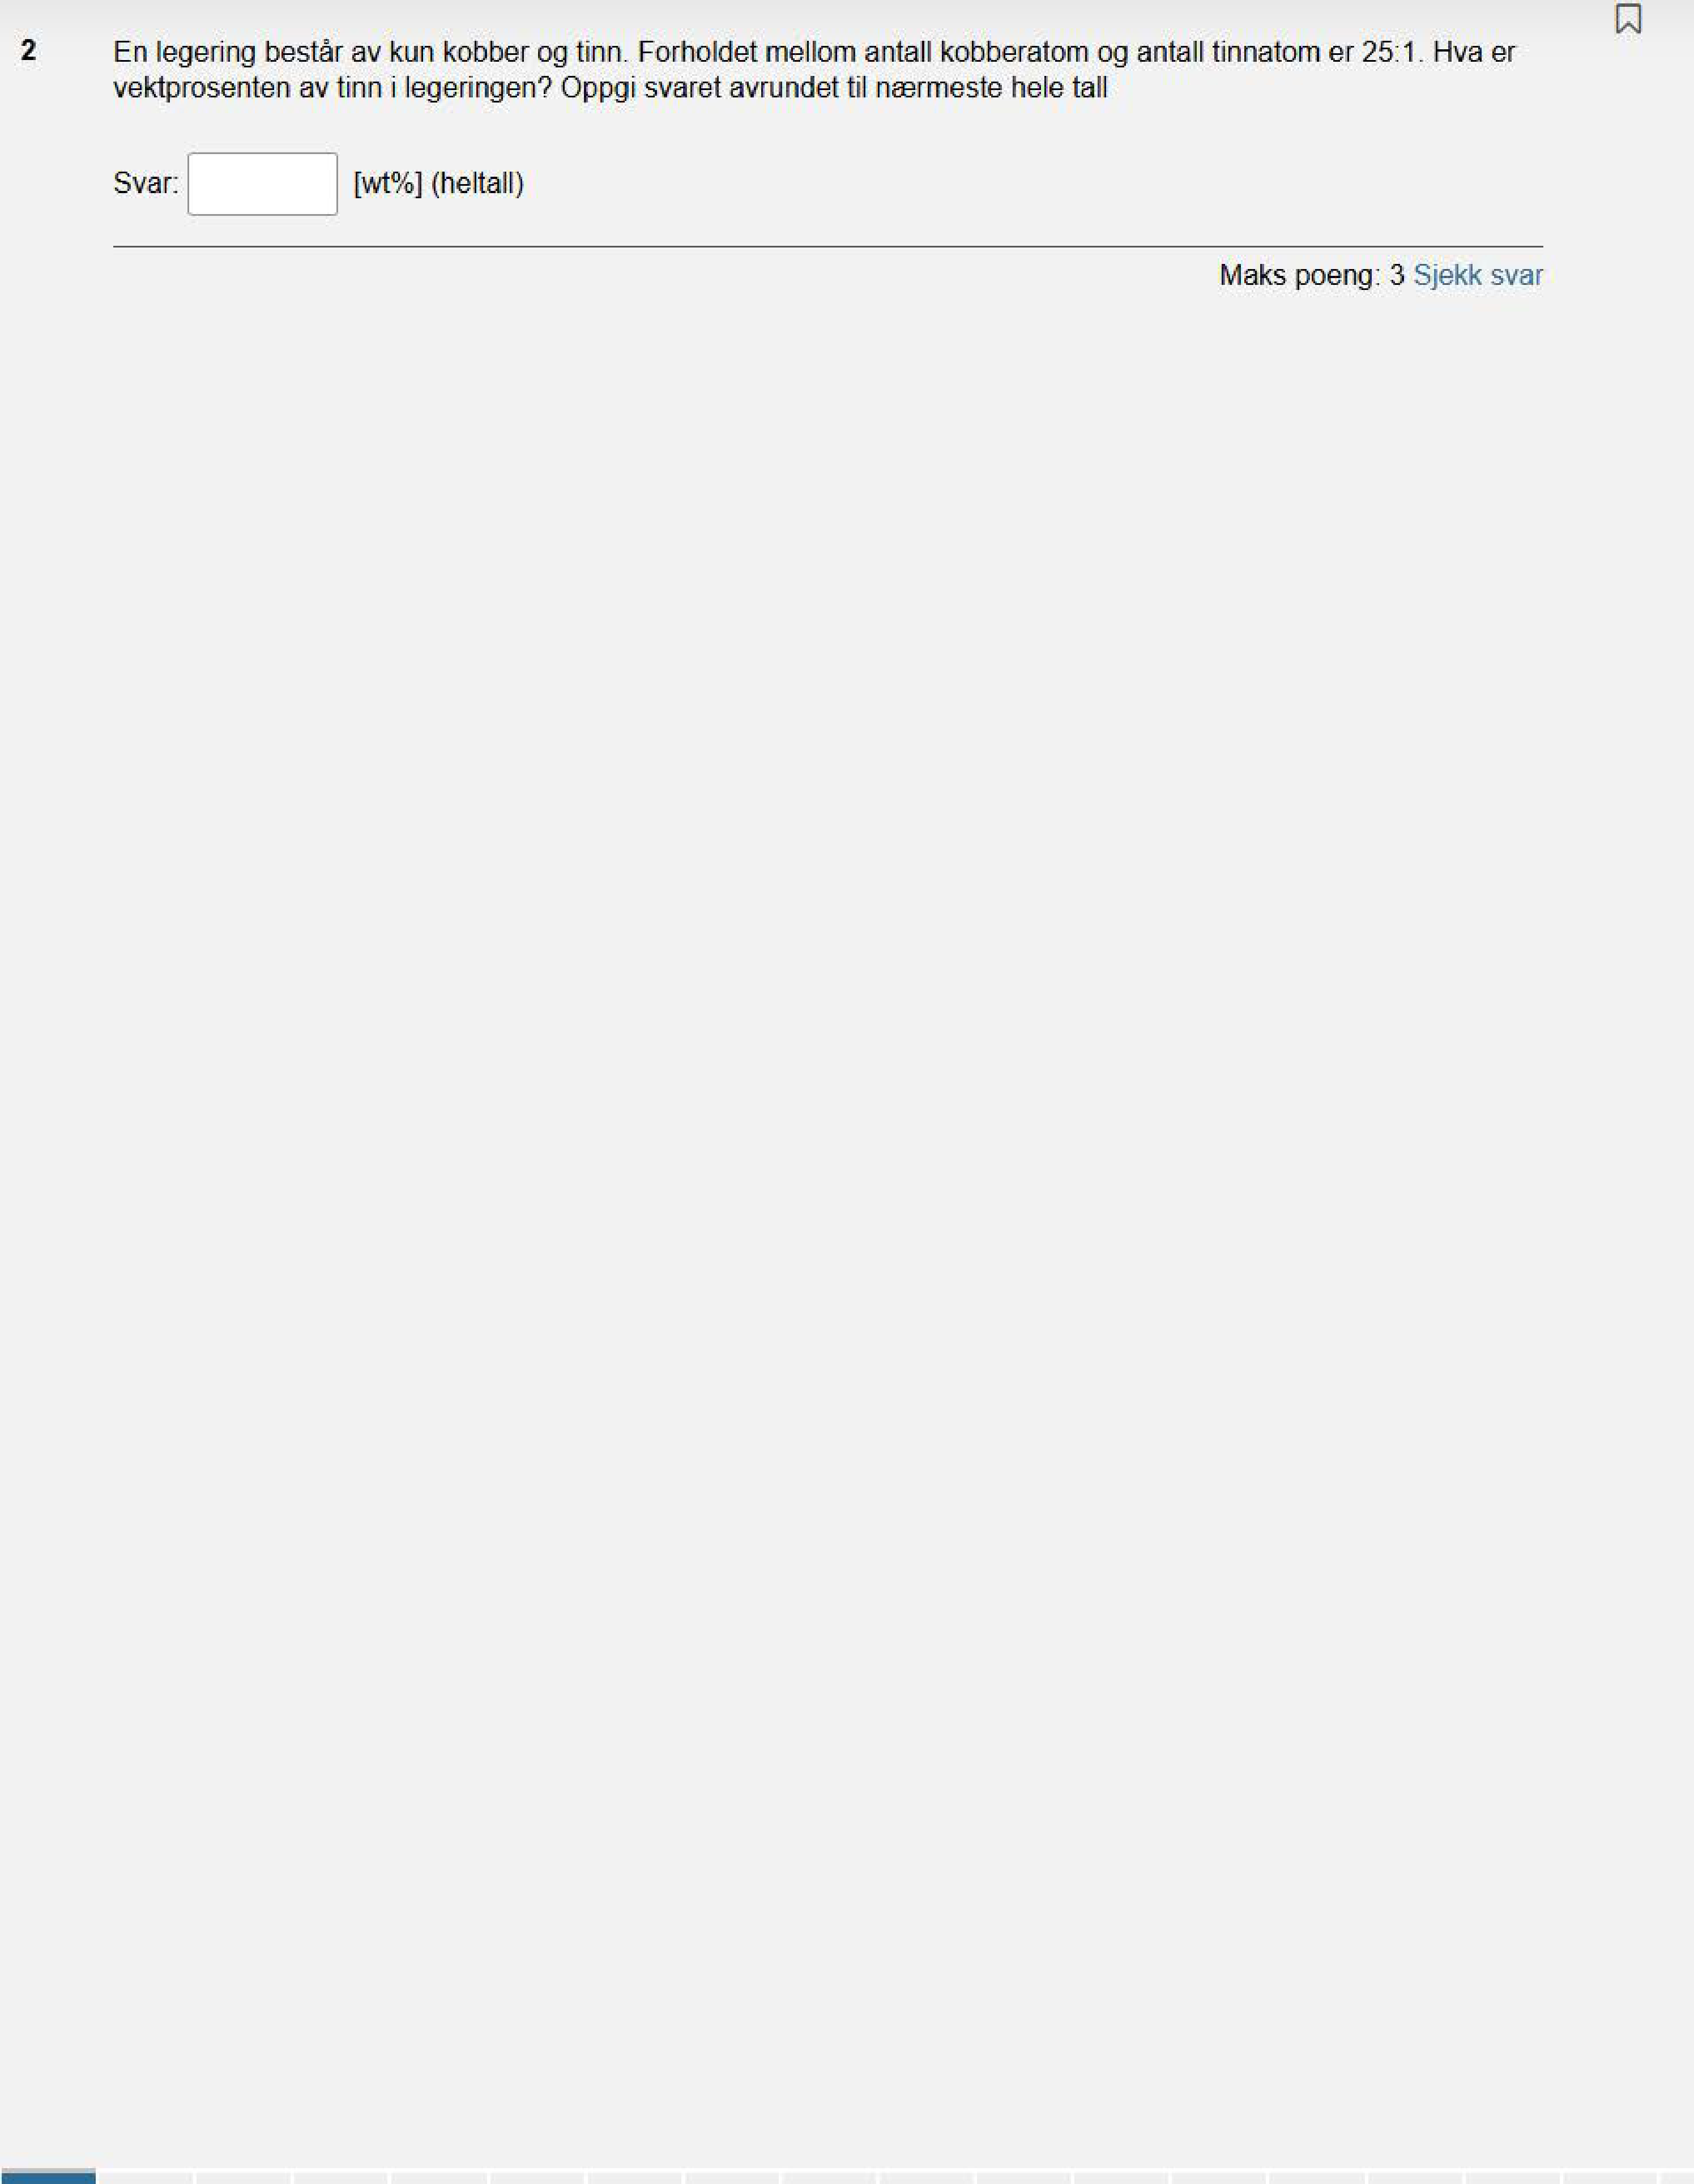 2 En legering består av kun kobber og tinn. Forholdet mellom antall kobberatom og antall tinnatom er 25:1. Hva er
vektprosenten av tinn i legeringen? Oppgi svaret avrundet til nærmeste hele tall
Svar: [wt%] (heltall)
Maks poeng: 3 Sjekk svar